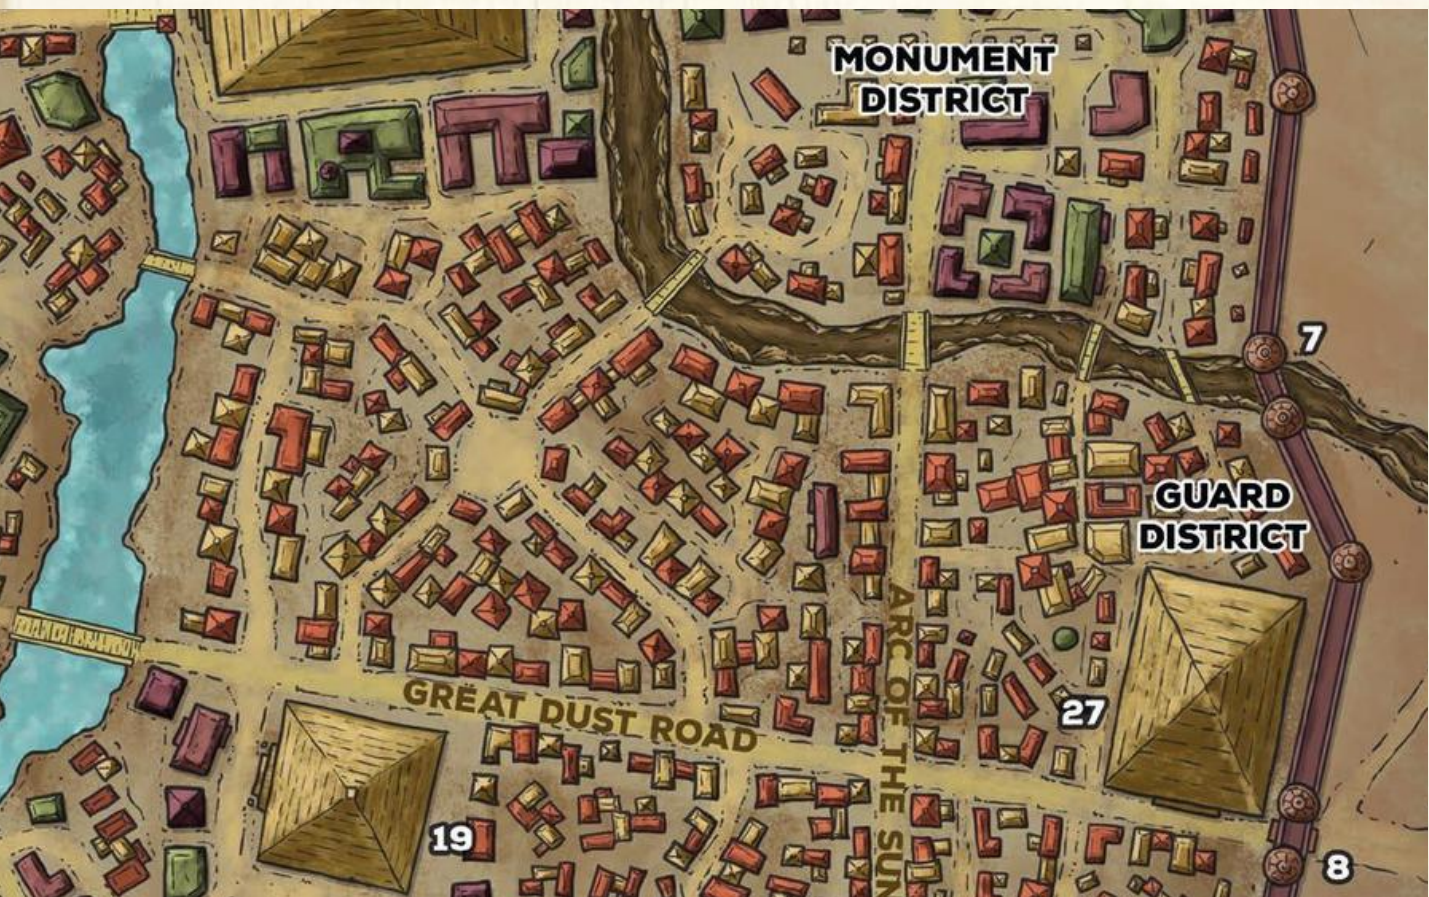 MONUMENT
DISTRICT
7
GUARD
DISTRICT
ARC OF THE SUN
27
GREAT DUST ROAD
19
8